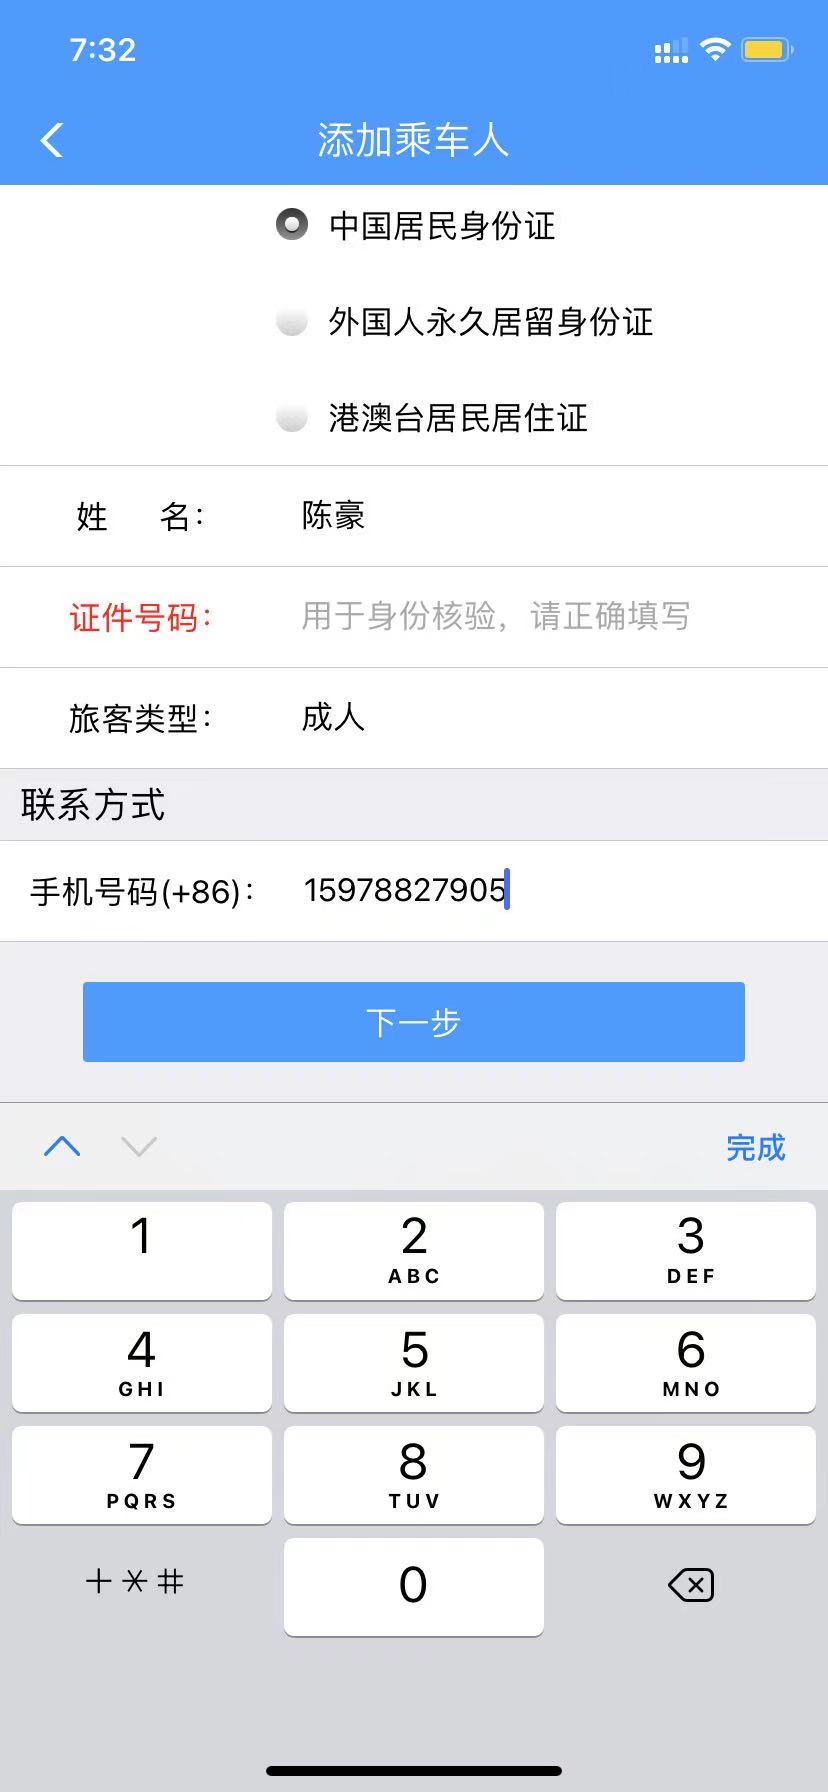 7:32
添加乘车人
中国居民身份证
外国人永久居留身份证
港澳台居民居住证
姓 名： 陈豪
证件号码： 用于身份核验，请正确填写
旅客类型： 成人
联系方式
手机号码(+86)： 15978827905
下一步
完成
1 2 3
ABC DEF
4 5 6
GHI JKL MNO
7 8 9
PQRS TUV WXYZ
+*# 0